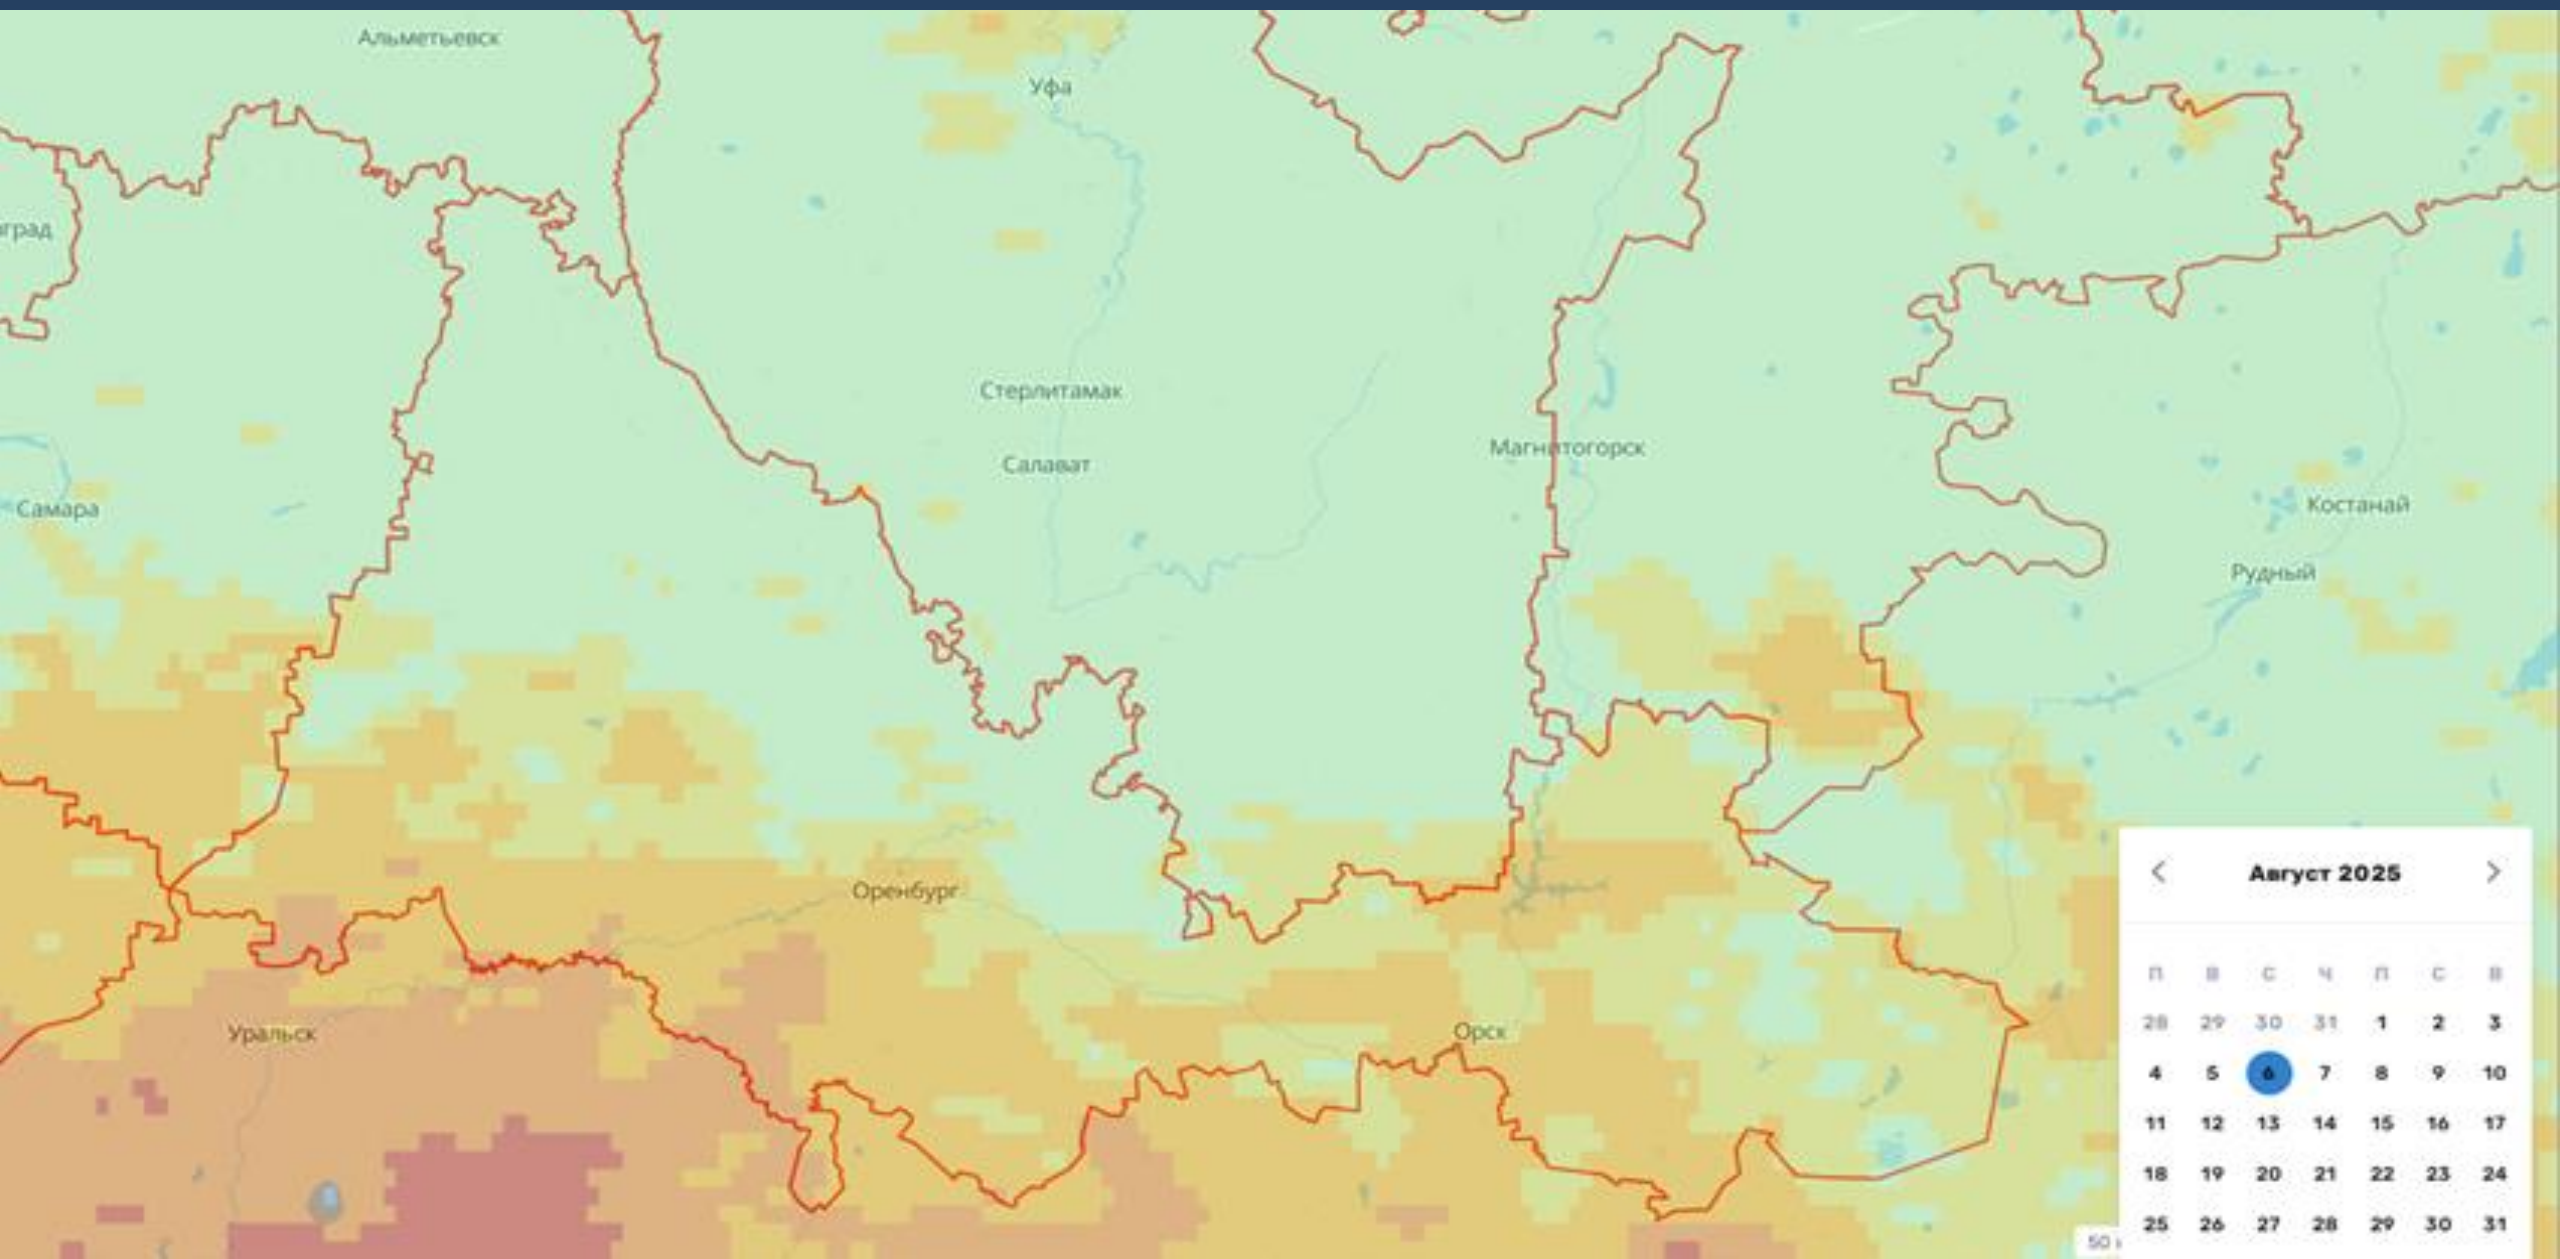 Альметьевск
Уфа
Стерлитамак
Магнитогорск
Салават
Самара
Костанай
Рудный
Оренбург
Уральск
Орск
Август 2025
П В С Ч П С В
28 29 30 31 1 2 3
4 5 6 7 8 9 10
11 12 13 14 15 16 17
18 19 20 21 22 23 24
25 26 27 28 29 30 31
50